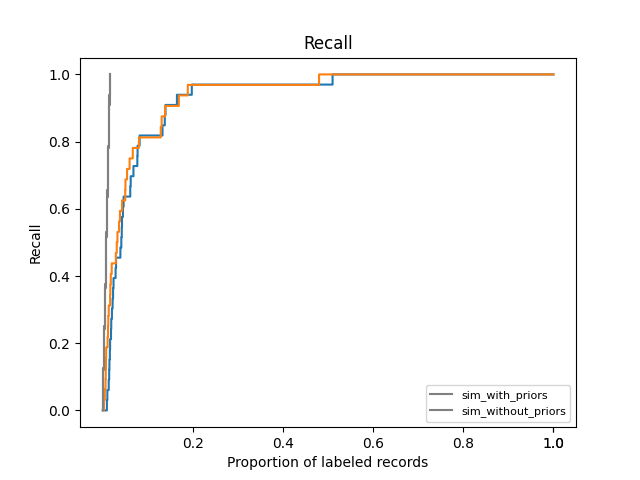 Recall
1.0
0.8
0.6
0.4
0.2
0.0
Recall
0.2 0.4 0.6 0.8 1.0 1.0
Proportion of labeled records
sim_with_priors
sim_without_priors